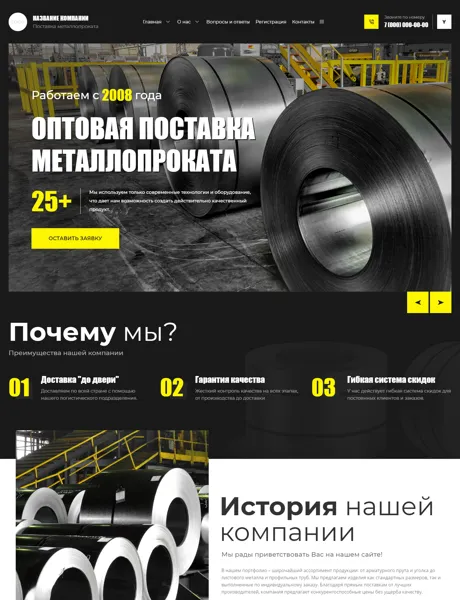 НАЗВАНИЕ КОМПАНИИ
Поставка металлопроката
Главная О нас Вопросы и ответы Регистрация Контакты
Звоните по номеру
7 (000) 000-00-00
Работаем с 2008 года
ОПТОВАЯ ПОСТАВКА
МЕТАЛЛОПРОКАТА
25+
Мы используем только современные технологии и оборудование,
что дает нам возможность создать действительно качественный
продукт.
ОСТАВИТЬ ЗАЯВКУ
Почему мы?
Преимущества нашей компании
01 Доставка "до двери"
Доставляем по всей стране с помощью
нашего логистического подразделения.
02 Гарантия качества
Жесткий контроль качества на всех этапах,
от производства до доставки
03 Гибкая система скидок
У нас действует гибкая система скидок для
постоянных клиентов и заказов.
История нашей
компании
Мы рады приветствовать Вас на нашем сайте!
В нашем портфолио – широчайший ассортимент продукции: от арматурного прута и уголка до
листового металла и профильных труб. Мы предлагаем изделия как стандартных размеров, так и
выполненные по индивидуальному заказу. Благодаря прямым поставкам от лучших
производителей, компания предлагает конкурентоспособные цены без ущерба качеству.